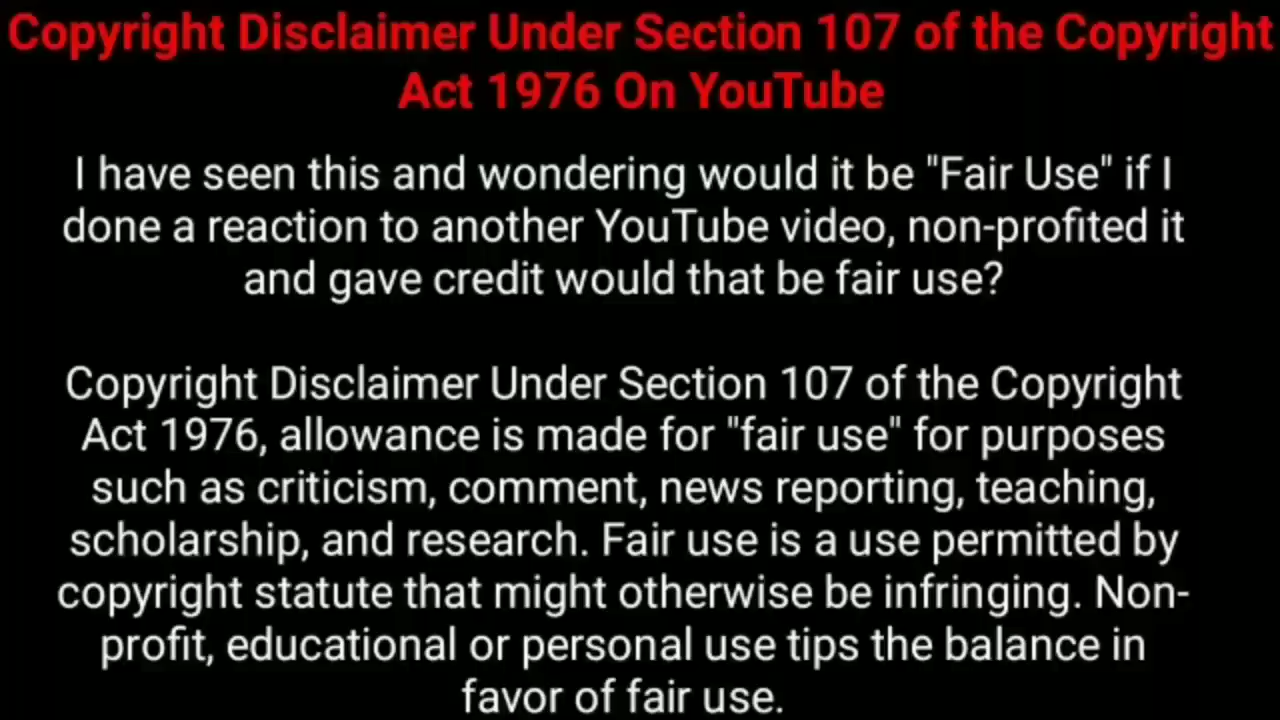 Copyright Disclaimer Under Section 107 of the Copyright
Act 1976 On YouTube
I have seen this and wondering would it be "Fair Use" if I
done a reaction to another YouTube video, non-profited it
and gave credit would that be fair use?
Copyright Disclaimer Under Section 107 of the Copyright
Act 1976, allowance is made for "fair use" for purposes
such as criticism, comment, news reporting, teaching,
scholarship, and research. Fair use is a use permitted by
copyright statute that might otherwise be infringing. Non-
profit, educational or personal use tips the balance in
favor of fair use.